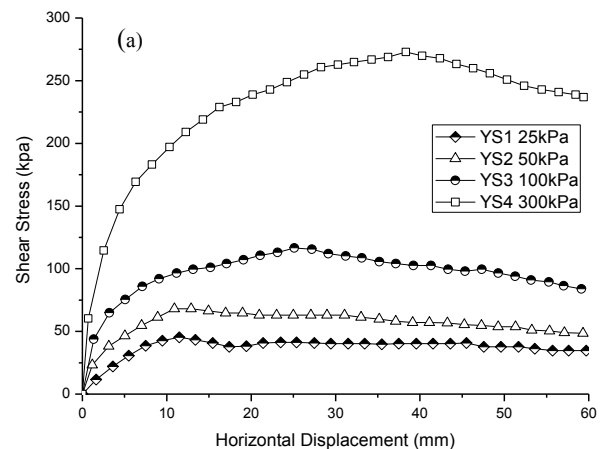 (a)
300
250
200
150
100
50
0
Shear Stress (kpa)
YS1 25kPa
YS2 50kPa
YS3 100kPa
YS4 300kPa
0 10 20 30 40 50 60
Horizontal Displacement (mm)